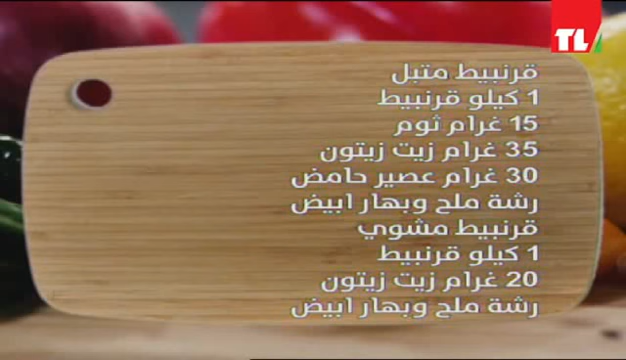 TL
قرنبيط متبل
1 كيلو قرنبيط
15 غرام ثوم
35 غرام زيت زيتون
30 غرام عصير حامض
رشة ملح وبهار ابيض
قرنبيط مشوي
1 كيلو قرنبيط
20 غرام زيت زيتون
رشة ملح وبهار ابيض